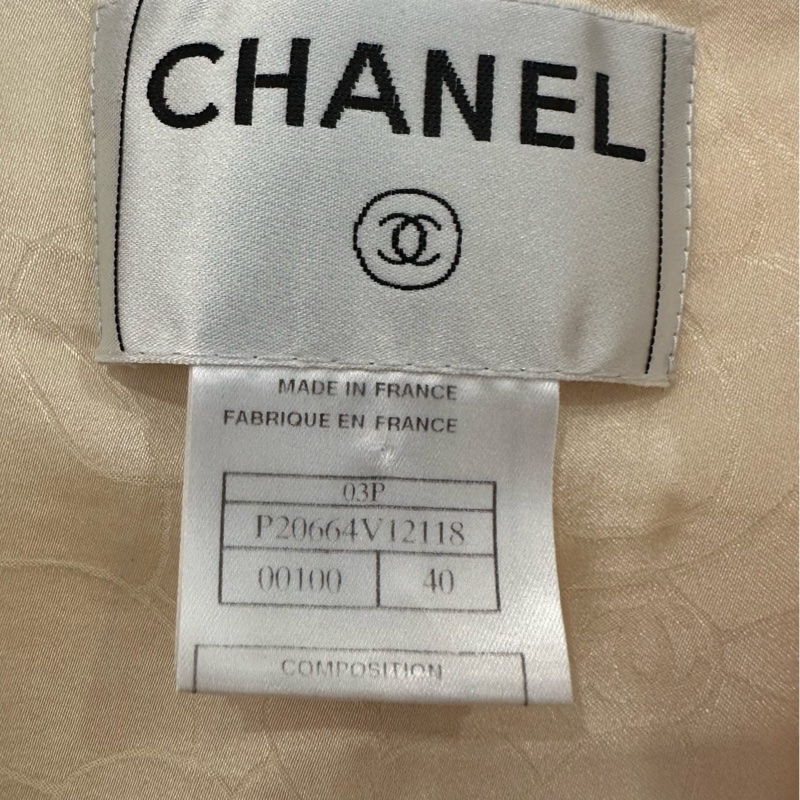 CHANEL
MADE IN FRANCE
FABRIQUE EN FRANCE
03P
P20664V12118
00100 40
COMPOSITION